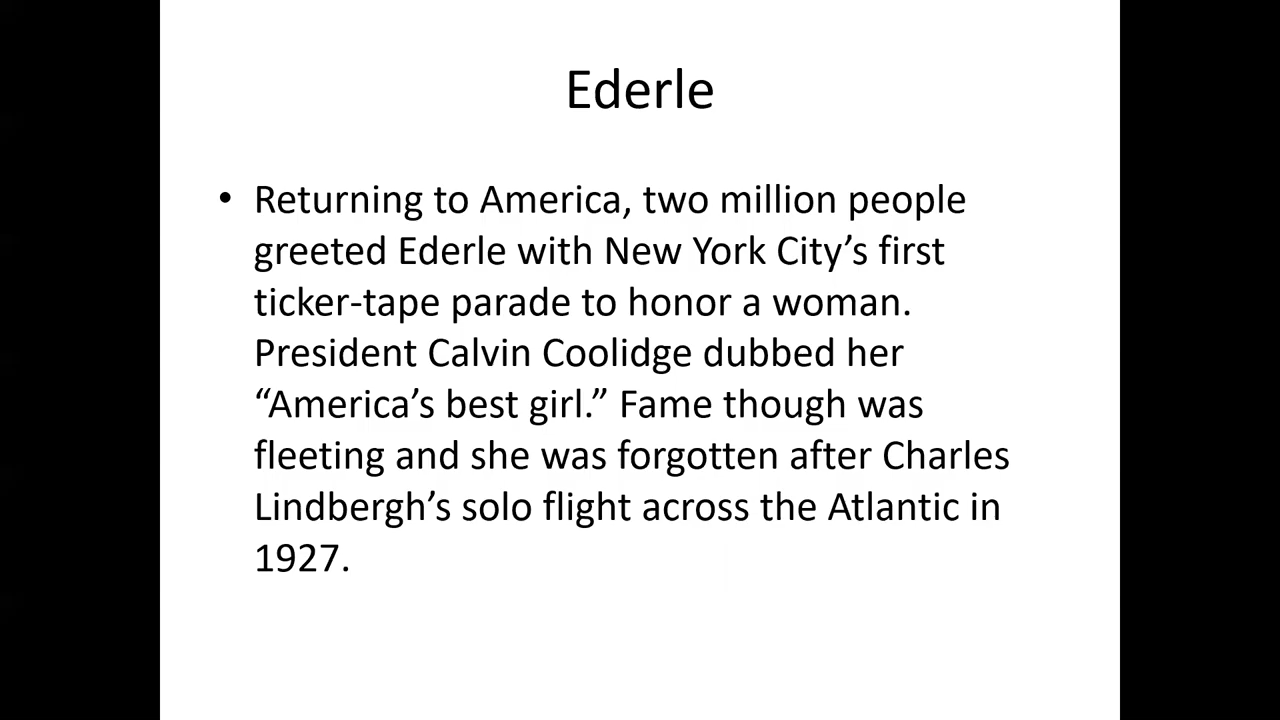 Ederle
• Returning to America, two million people
greeted Ederle with New York City’s first
ticker-tape parade to honor a woman.
President Calvin Coolidge dubbed her
“America’s best girl.” Fame though was
fleeting and she was forgotten after Charles
Lindbergh’s solo flight across the Atlantic in
1927.